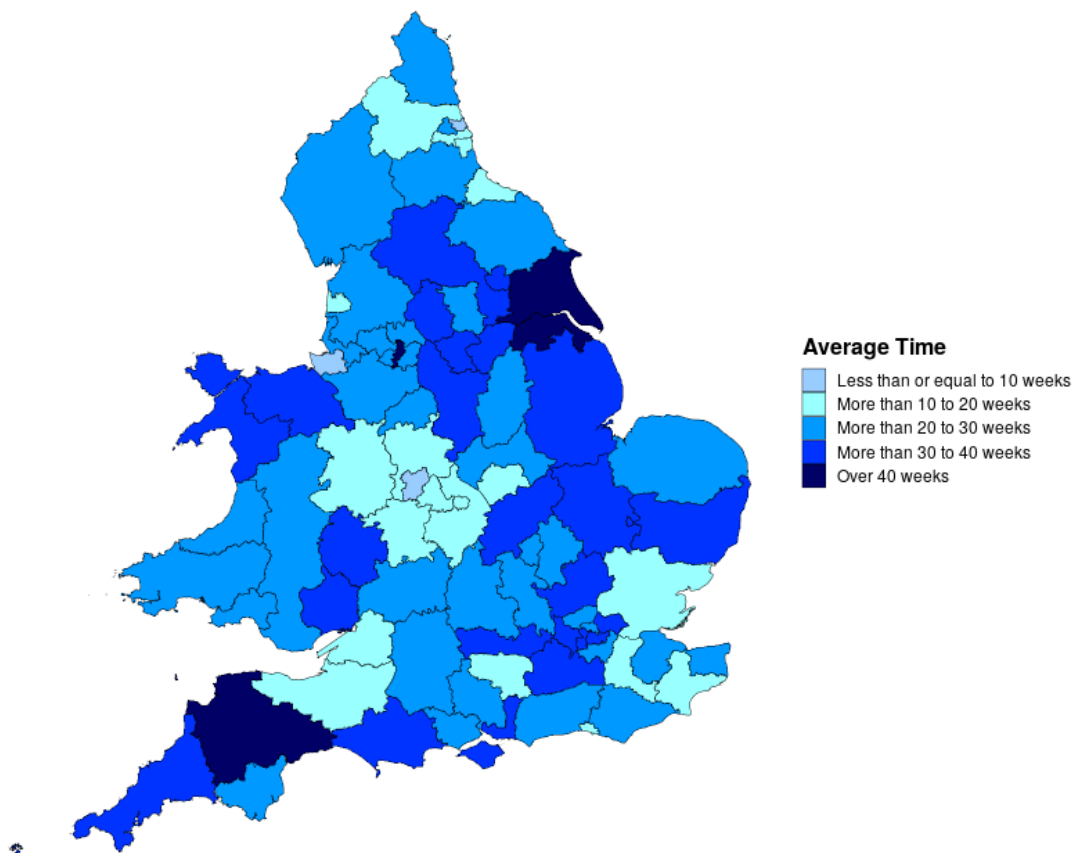 Average Time
Less than or equal to 10 weeks
More than 10 to 20 weeks
More than 20 to 30 weeks
More than 30 to 40 weeks
Over 40 weeks